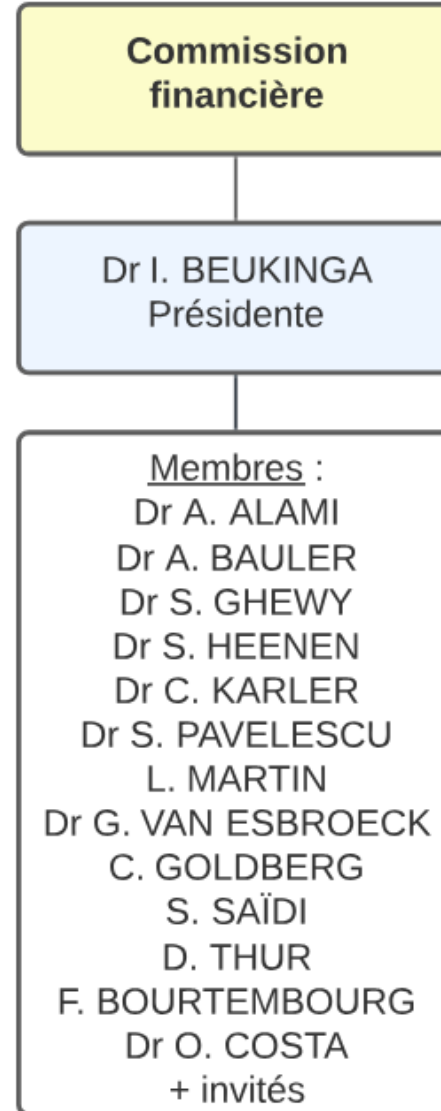 Commission
financière
Dr I. BEUKINGA
Présidente
Membres :
Dr A. ALAMI
Dr A. BAULER
Dr S. GHEWY
Dr S. HEENEN
Dr C. KARLER
Dr S. PAVELESCU
L. MARTIN
Dr G. VAN ESBROECK
C. GOLDBERG
S. SAÏDI
D. THUR
F. BOURTEMBOURG
Dr O. COSTA
+ invités